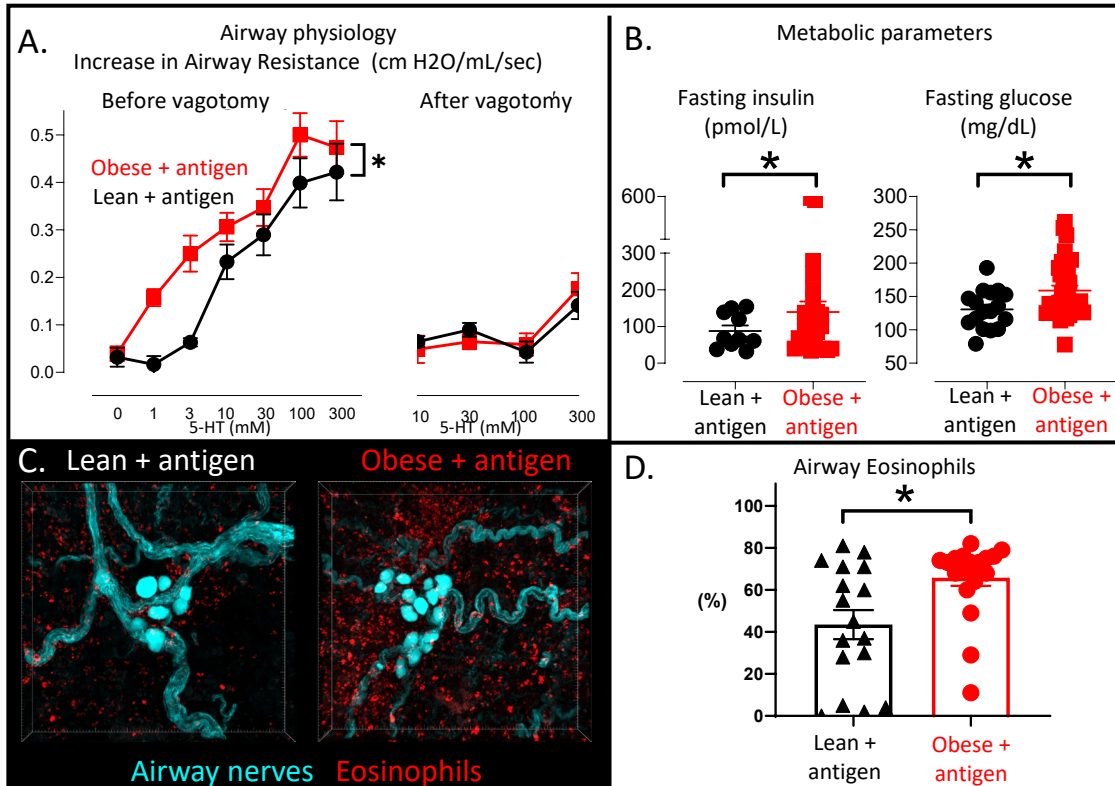 A.
Airway physiology
Increase in Airway Resistance (cm H2O/mL/sec)
Before vagotomy
After vagotomy
0.5
0.4
0.3
0.2
0.1
0.0
Obese + antigen
Lean + antigen
*
0 1 3 10 30 100 300
5-HT (mM)
10 30 100 300
5-HT (mM)
B.
Metabolic parameters
Fasting insulin
(pmol/L)
*
600
300
200
100
0
Lean +
antigen
Obese +
antigen
Fasting glucose
(mg/dL)
*
300
250
200
150
100
50
Lean +
antigen
Obese +
antigen
C.
Lean + antigen
Obese + antigen
Airway nerves Eosinophils
D.
Airway Eosinophils
*
100
80
60
40
20
0
(%)
Lean +
antigen
Obese +
antigen